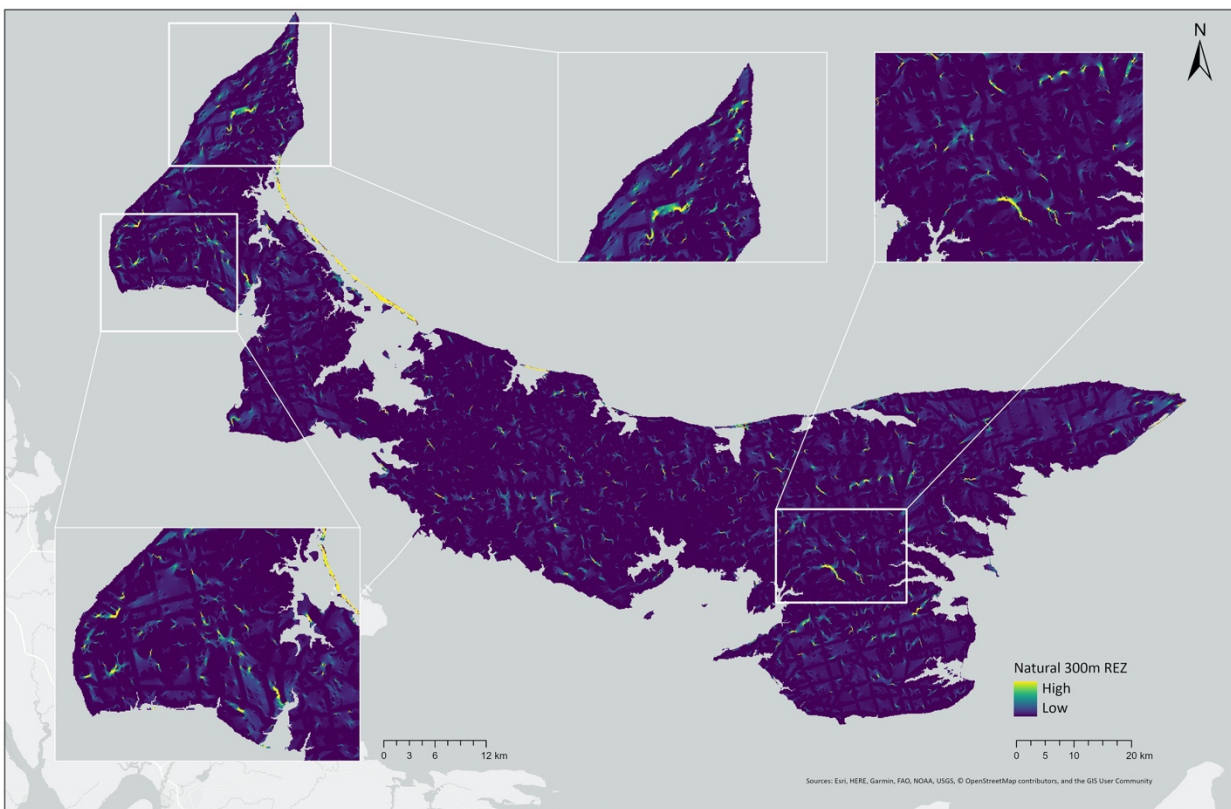 N
Natural 300m REZ
High
Low
0 3 6 12 km
0 5 10 20 km
Sources: Esri, HERE, Garmin, FAO, NOAA, USGS, © OpenStreetMap contributors, and the GIS User Community